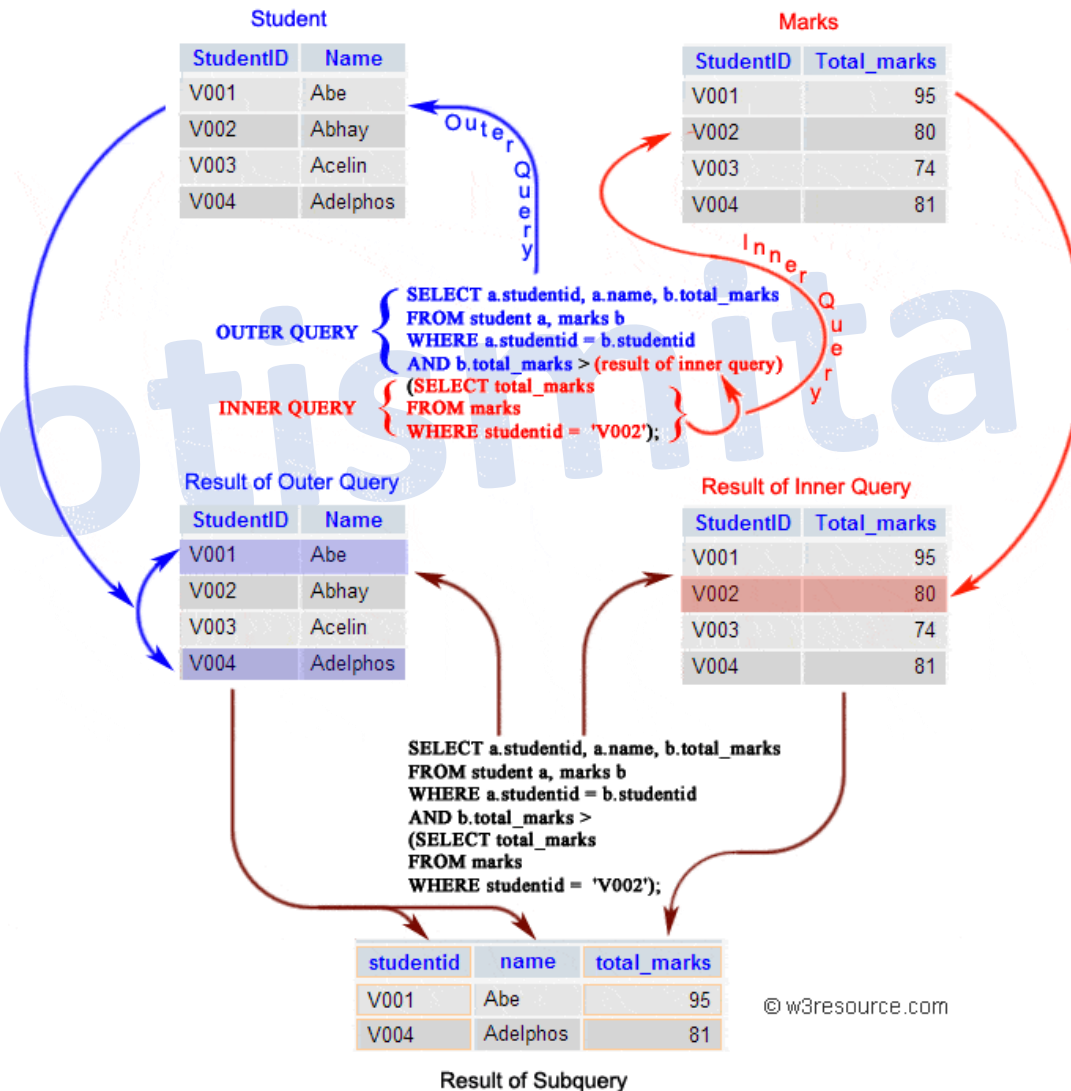 Student
StudentID Name
V001 Abe
V002 Abhay
V003 Acelin
V004 Adelphos
Marks
StudentID Total_marks
V001 95
V002 80
V003 74
V004 81
Outer Query
Inner Query
OUTER QUERY
SELECT a.studentid, a.name, b.total_marks
FROM student a, marks b
WHERE a.studentid = b.studentid
AND b.total_marks > (result of inner query)
INNER QUERY
(SELECT total_marks
FROM marks
WHERE studentid = 'V002');
otismita
Result of Outer Query
StudentID Name
V001 Abe
V002 Abhay
V003 Acelin
V004 Adelphos
Result of Inner Query
StudentID Total_marks
V001 95
V002 80
V003 74
V004 81
SELECT a.studentid, a.name, b.total_marks
FROM student a, marks b
WHERE a.studentid = b.studentid
AND b.total_marks >
(SELECT total_marks
FROM marks
WHERE studentid = 'V002');
studentid name total_marks
V001 Abe 95
V004 Adelphos 81
© w3resource.com
Result of Subquery